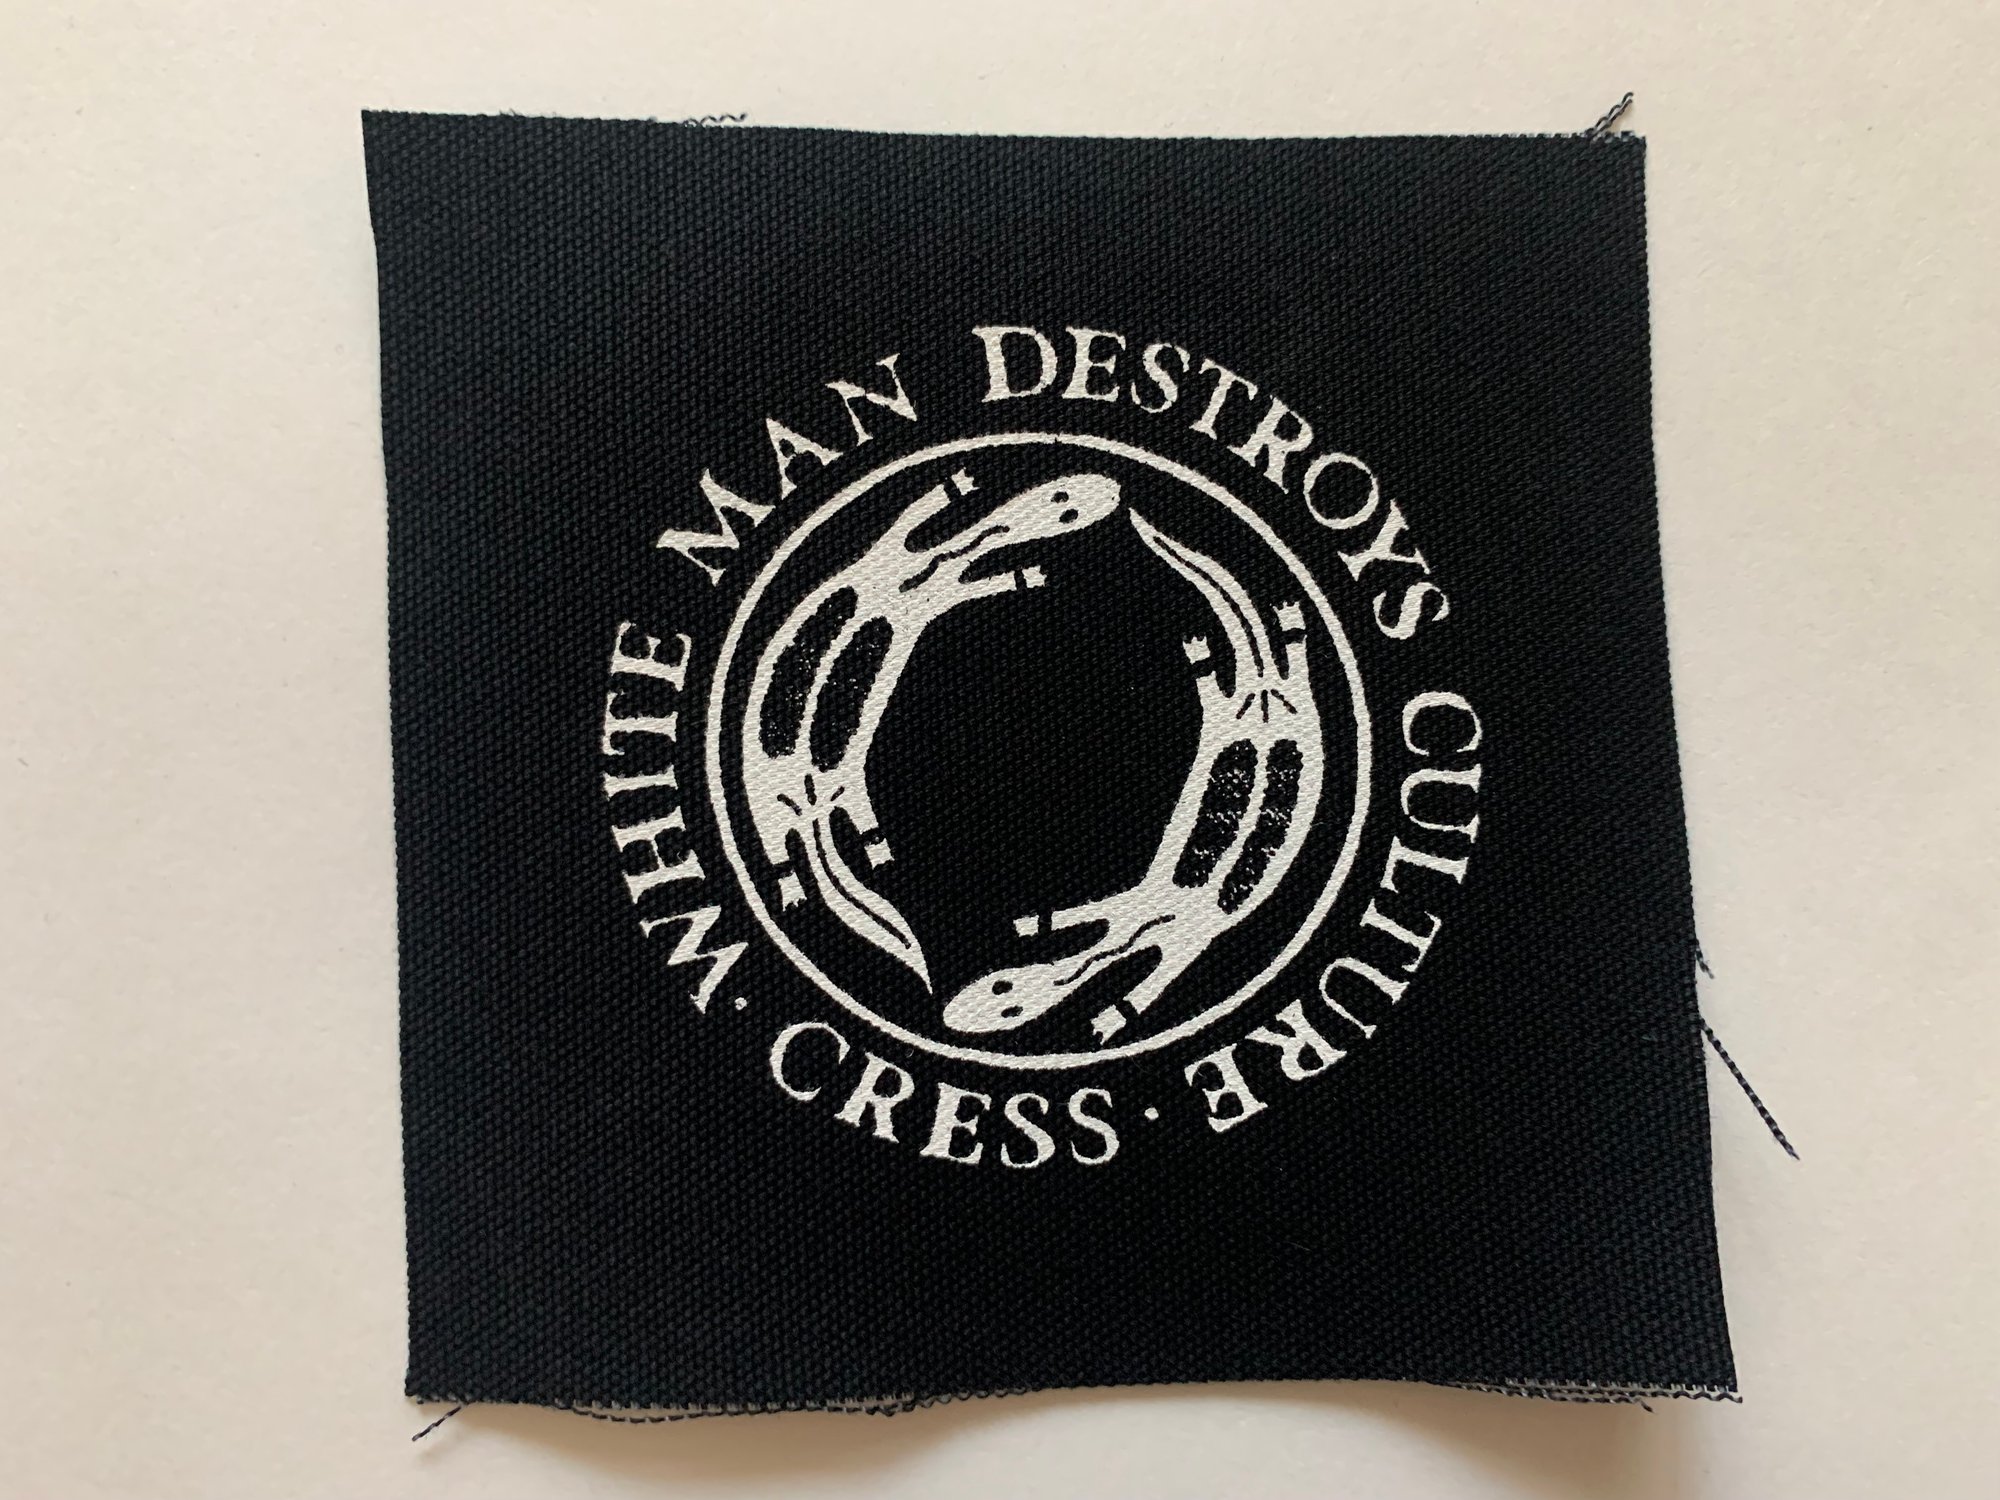 WHITE MAN DESTROYS CULTURE ·
CRESS ·